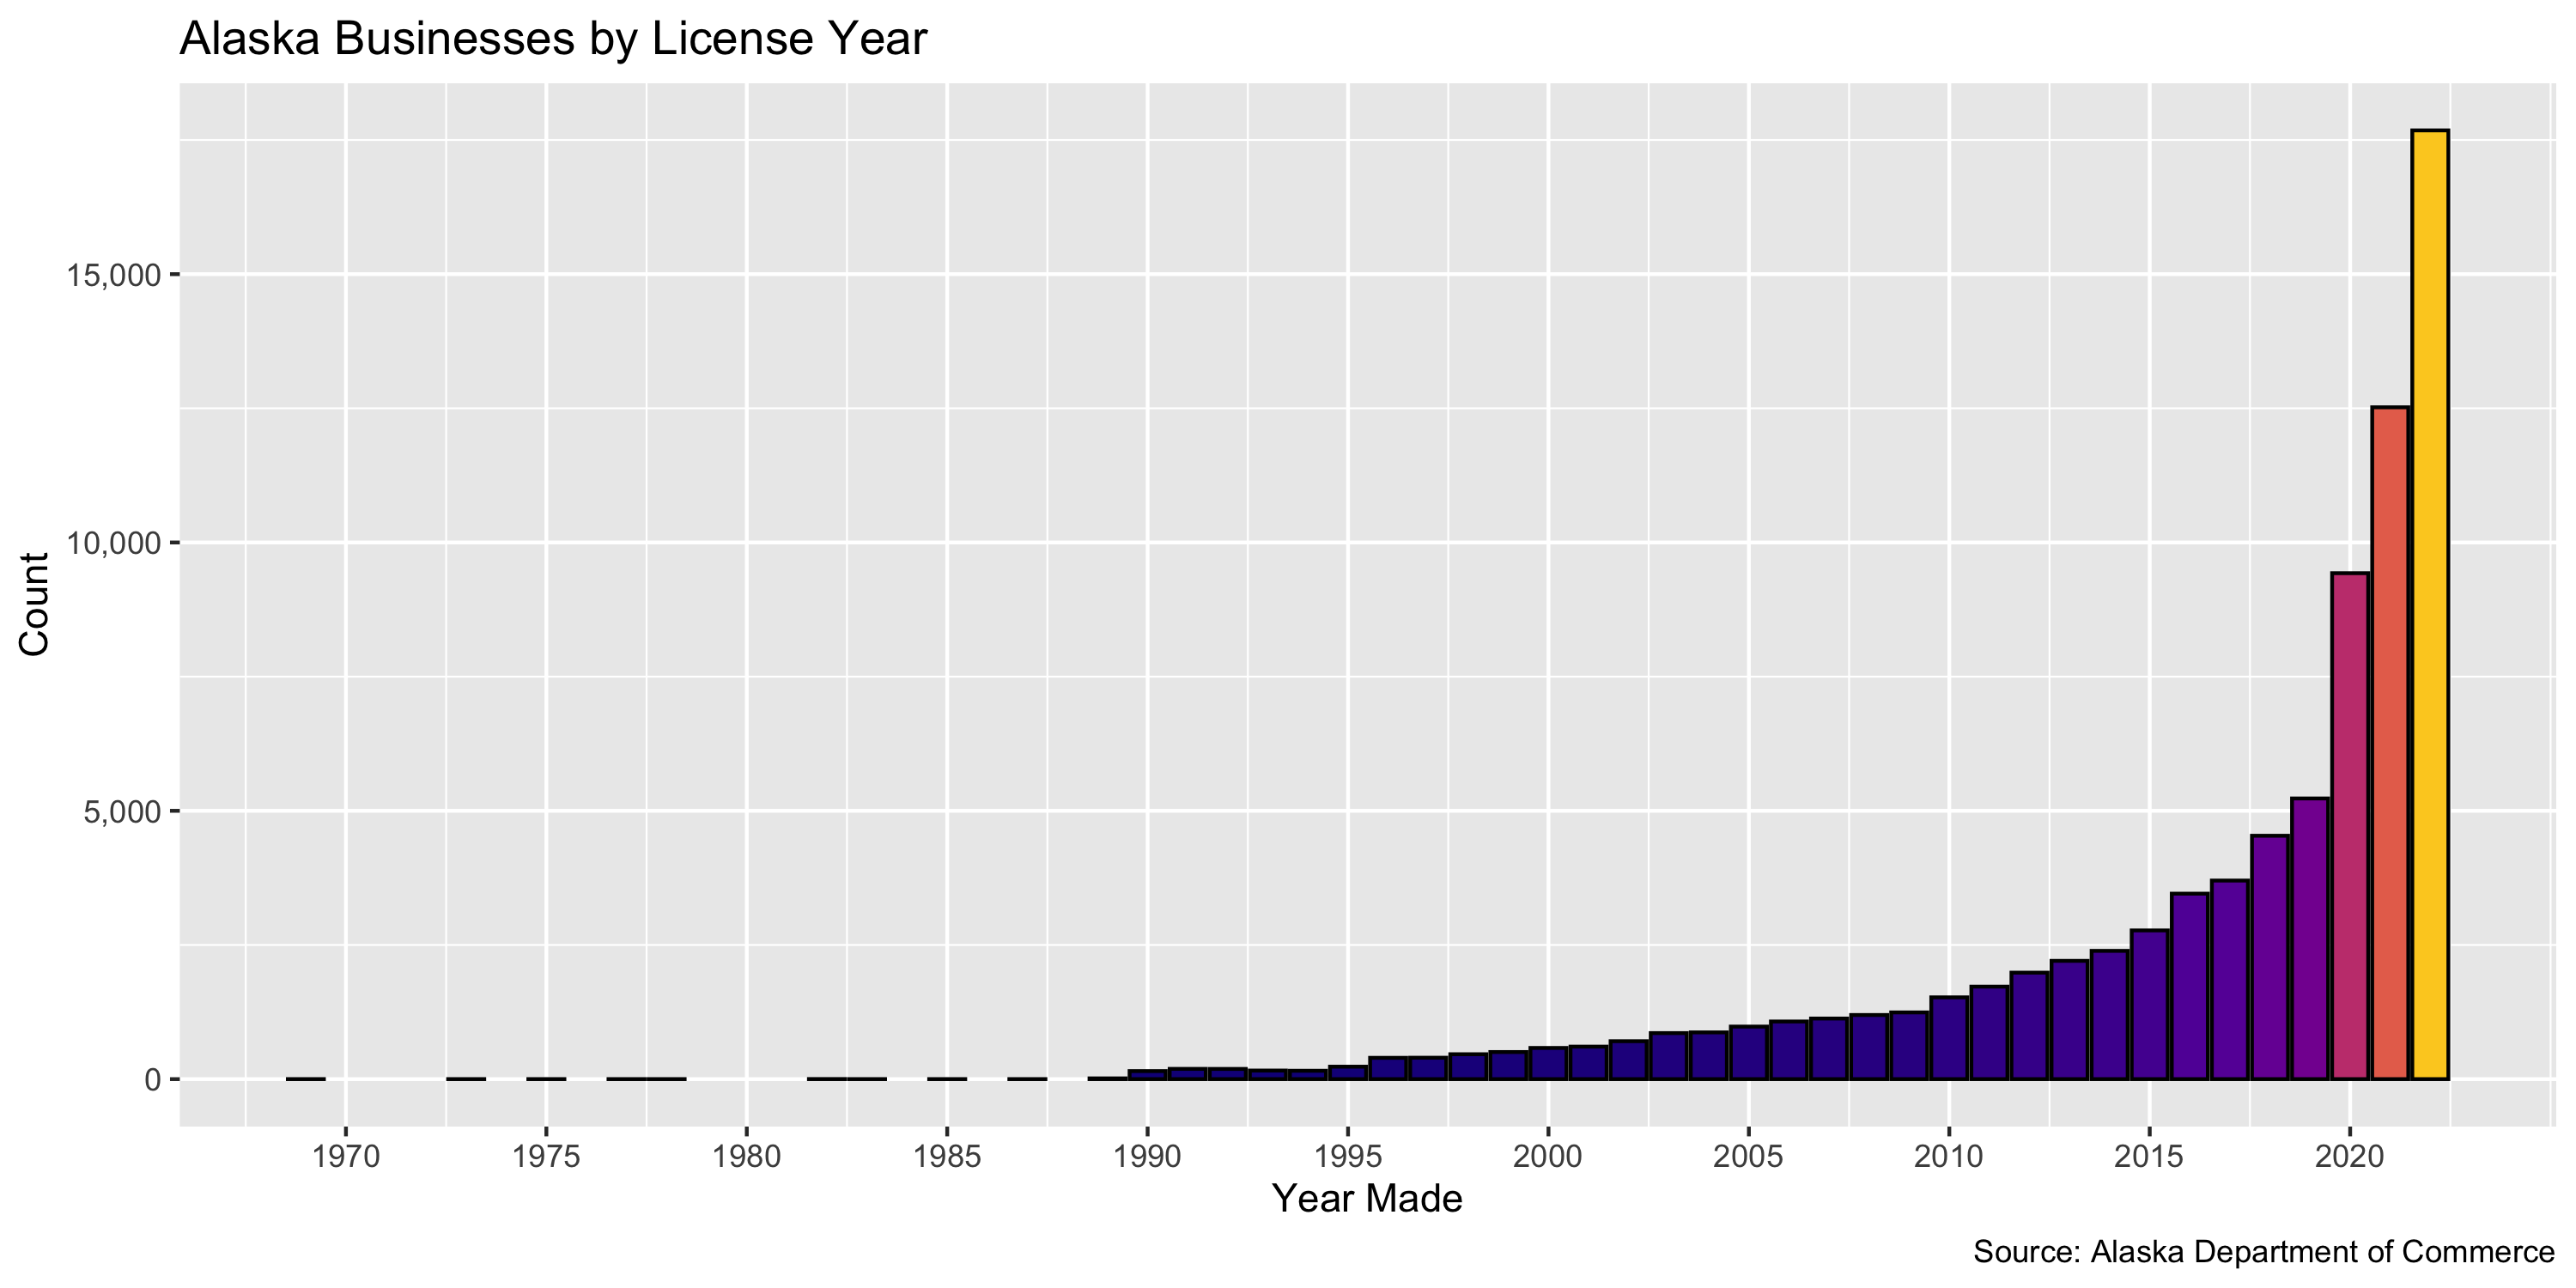 Alaska Businesses by License Year
Count
15,000
10,000
5,000
0
1970 1975 1980 1985 1990 1995 2000 2005 2010 2015 2020
Year Made
Source: Alaska Department of Commerce